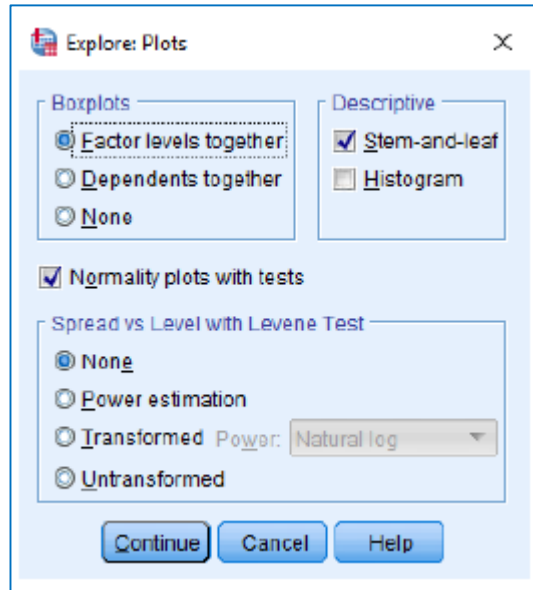 Explore: Plots
Boxplots
Factor levels together
Dependents together
None
Descriptive
Stem-and-leaf
Histogram
Normality plots with tests
Spread vs Level with Levene Test
None
Power estimation
Transformed Power: Natural log
Untransformed
Continue Cancel Help